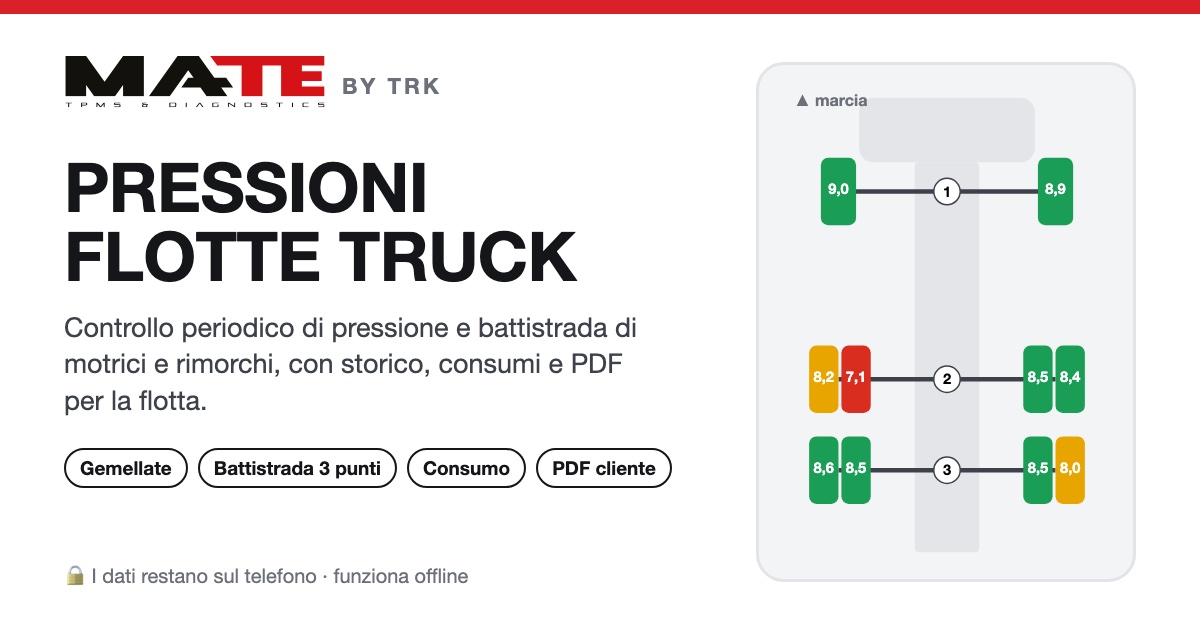 MATE BY TRK
TPMS & DIAGNOSTICS
PRESSIONI
FLOTTE TRUCK
Controllo periodico di pressione e battistrada di
motrici e rimorchi, con storico, consumi e PDF
per la flotta.
Gemellate Battistrada 3 punti Consumo PDF cliente
🔒 I dati restano sul telefono · funziona offline
▲ marcia
9,0 1 8,9
8,2 7,1 2 8,5 8,4
8,6 8,5 3 8,5 8,0